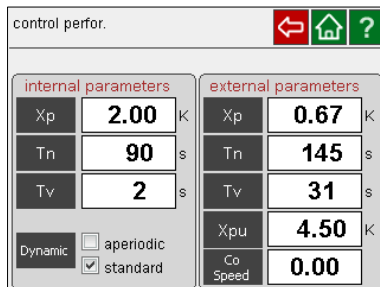 control perfor.
?
internal parameters
Xp 2.00 K
Tn 90 s
Tv 2 s
Dynamic
aperiodic
standard
external parameters
Xp 0.67 K
Tn 145 s
Tv 31 s
Xpu 4.50 K
Co
Speed
0.00